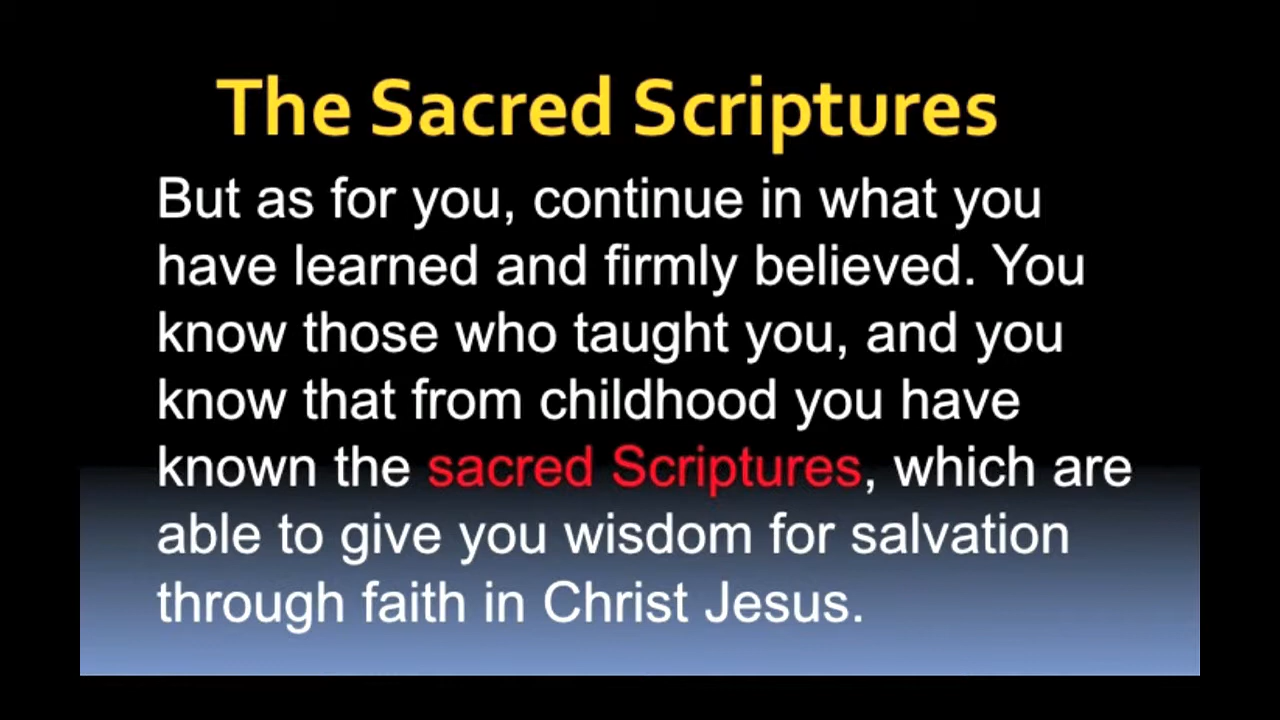 The Sacred Scriptures
But as for you, continue in what you
have learned and firmly believed. You
know those who taught you, and you
know that from childhood you have
known the sacred Scriptures, which are
able to give you wisdom for salvation
through faith in Christ Jesus.